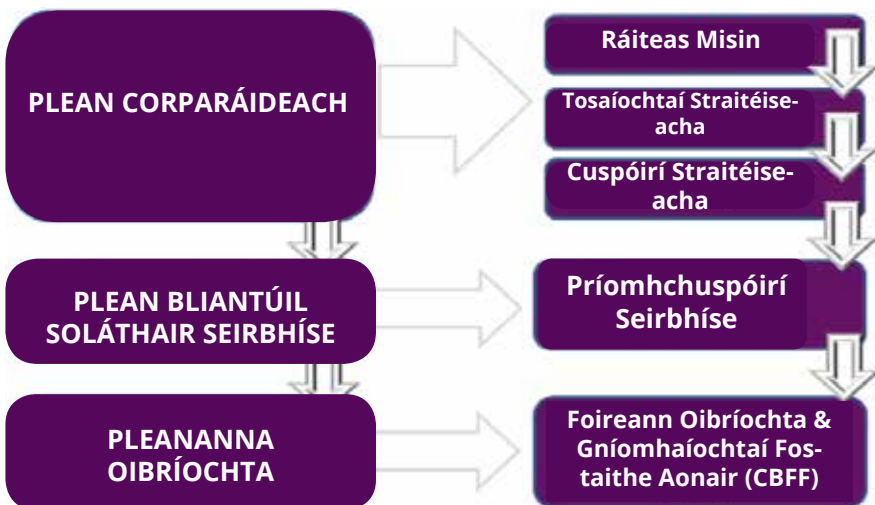 PLEAN CORPARÁIDEACH
Ráiteas Misin
Tosaíochtaí Straitéise-
acha
Cuspóirí Straitéise-
acha
PLEAN BLIANTÚIL
SOLÁTHAIR SEIRBHÍSE
Príomhchuspóirí
Seirbhíse
PLEANANNA
OIBRÍOCHTA
Foireann Oibríochta &
Gníomhaíochtaí Fos-
taithe Aonair (CBFF)